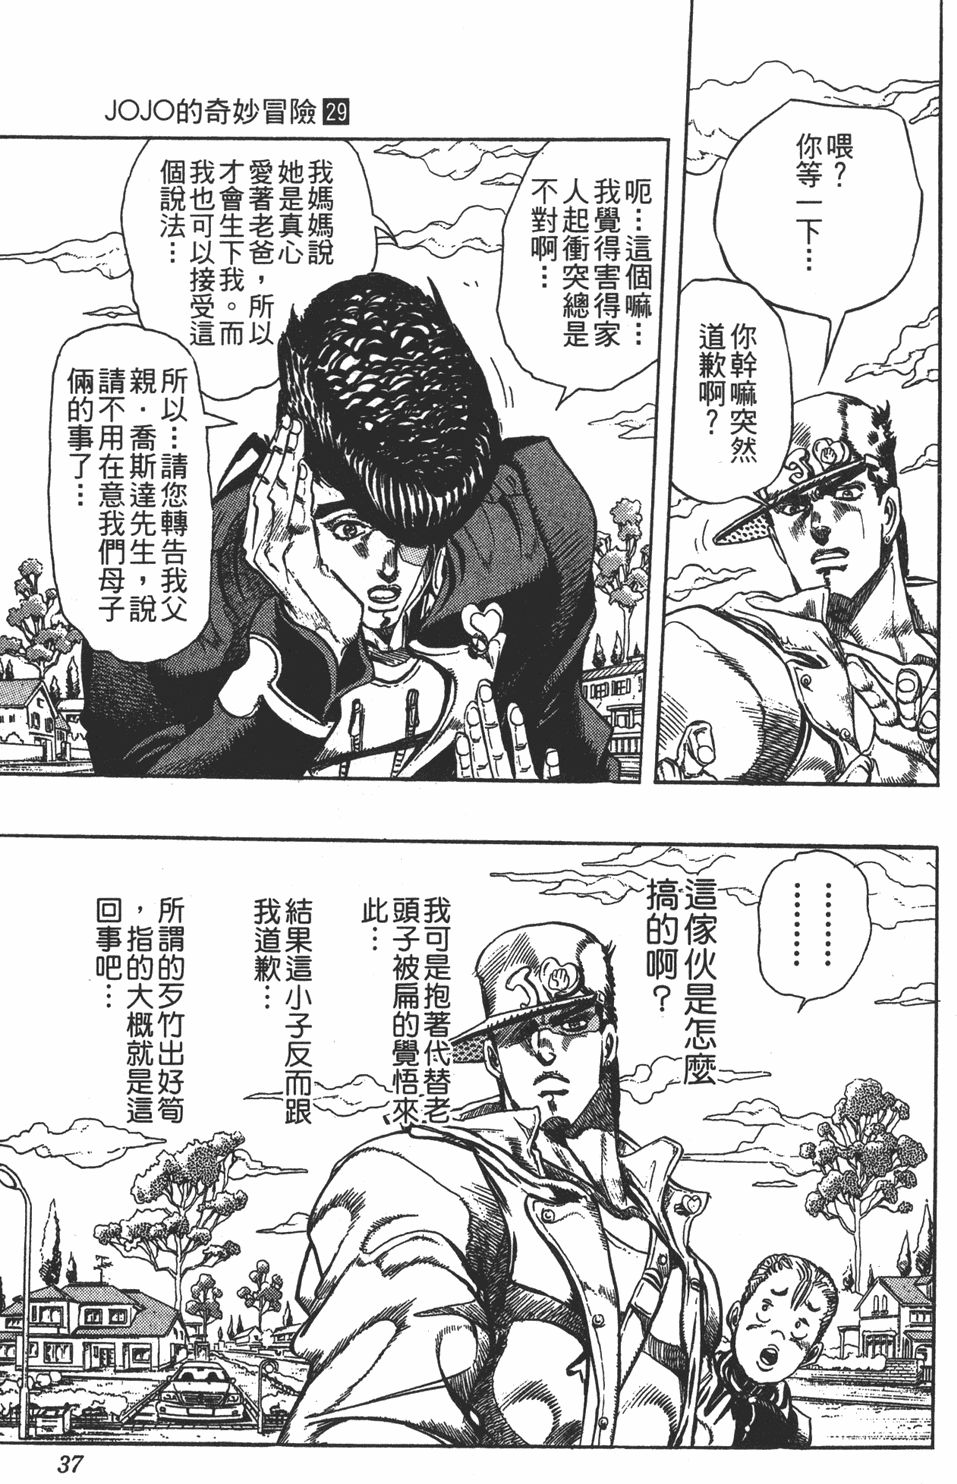 JOJO的奇妙冒險29
喂?
你等一下…
你幹嘛突然
道歉啊?
呃…這個嘛…
我覺得害得家
人起衝突總是
不對啊…
我媽媽說
她是真心
愛著老爸，所以
才會生下我。而
我也可以接受這
個說法…
所以…請您轉告我父
親．喬斯達先生，說
請不用在意我們母子
倆的事了…
…………
…………
這傢伙是怎麼
搞的啊?
我可是抱著代替老
頭子被扁的覺悟來
此…
結果這小子反而跟
我道歉…
所謂的歹竹出好筍
，指的大概就是這
回事吧…
37